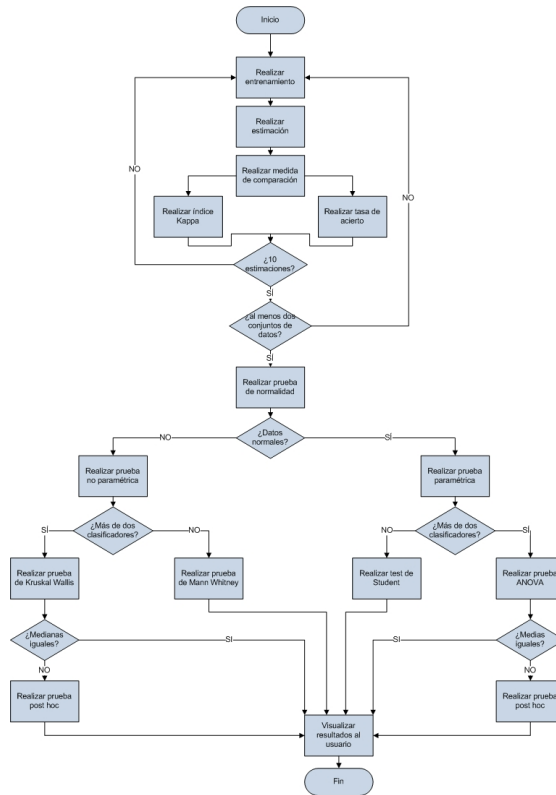 Inicio
Realizar
entrenamiento
Realizar
estimación
Realizar medida
de comparación
NO
NO
Realizar índice
Kappa
Realizar tasa de
acierto
¿10
estimaciones?
SÍ
¿al menos dos
conjuntos de
datos?
SÍ
Realizar prueba
de normalidad
¿Datos
normales?
NO
SÍ
Realizar prueba
no paramétrica
Realizar prueba
paramétrica
¿Más de dos
clasificadores?
¿Más de dos
clasificadores?
SÍ
NO
NO
SÍ
Realizar prueba
de Kruskal Wallis
Realizar prueba
de Mann Whitney
Realizar test de
Student
Realizar prueba
ANOVA
¿Medianas
iguales?
SI
SI
¿Medias
iguales?
NO
NO
Realizar prueba
post hoc
Realizar prueba
post hoc
Visualizar
resultados al
usuario
Fin